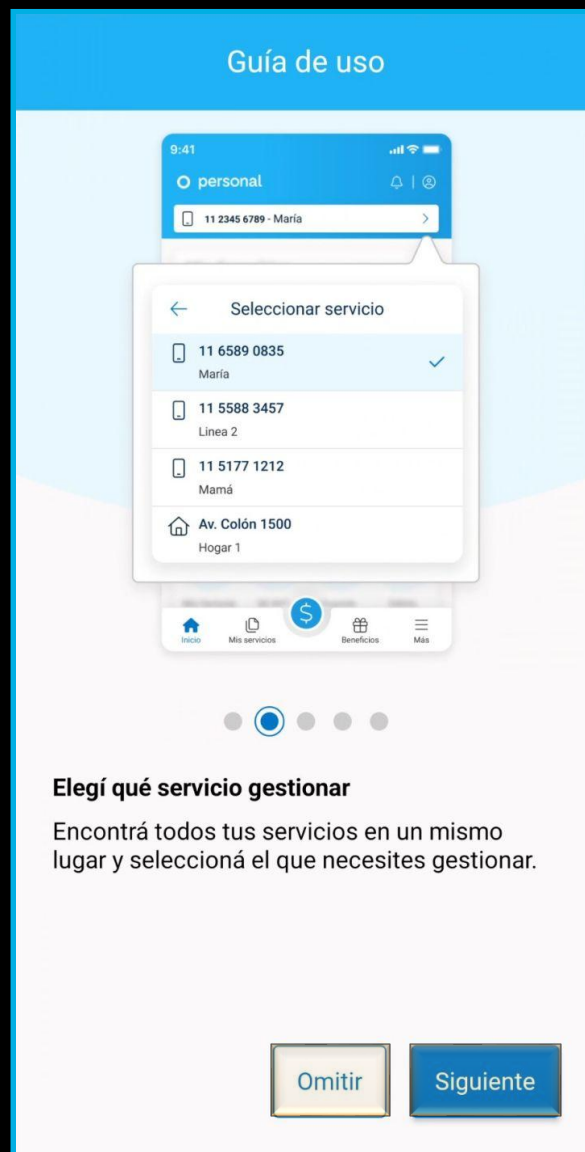 Guía de uso
9:41
personal
11 2345 6789 - María
Seleccionar servicio
11 6589 0835
María
11 5588 3457
Linea 2
11 5177 1212
Mamá
Av. Colón 1500
Hogar 1
Inicio
Mis servicios
$
Beneficios
Más
Elegí qué servicio gestionar
Encontrá todos tus servicios en un mismo
lugar y seleccioná el que necesites gestionar.
Omitir
Siguiente